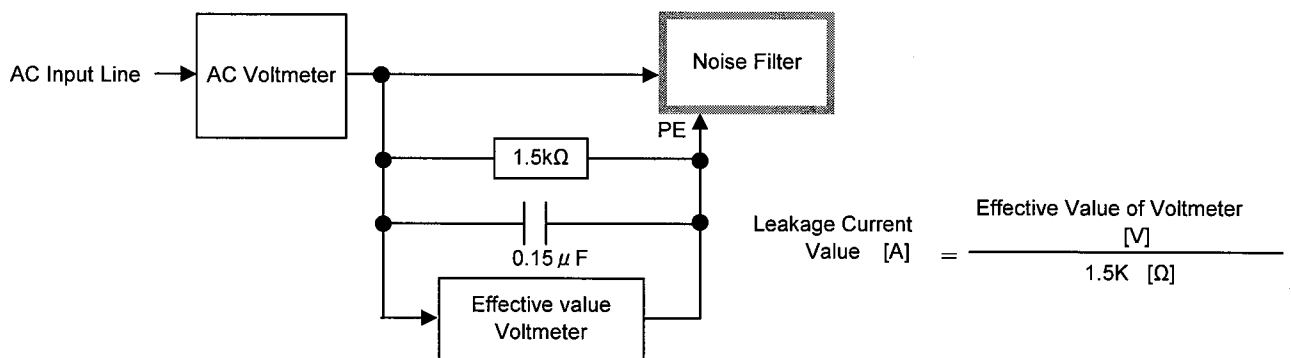 AC Input Line
AC Voltmeter
Noise Filter
PE
1.5kΩ
0.15 μ F
Effective value
Voltmeter
Leakage Current
Value [A]
=
Effective Value of Voltmeter
[V]
1.5K [Ω]